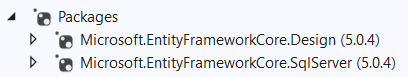 Packages
Microsoft.EntityFrameworkCore.Design (5.0.4)
Microsoft.EntityFrameworkCore.SqlServer (5.0.4)